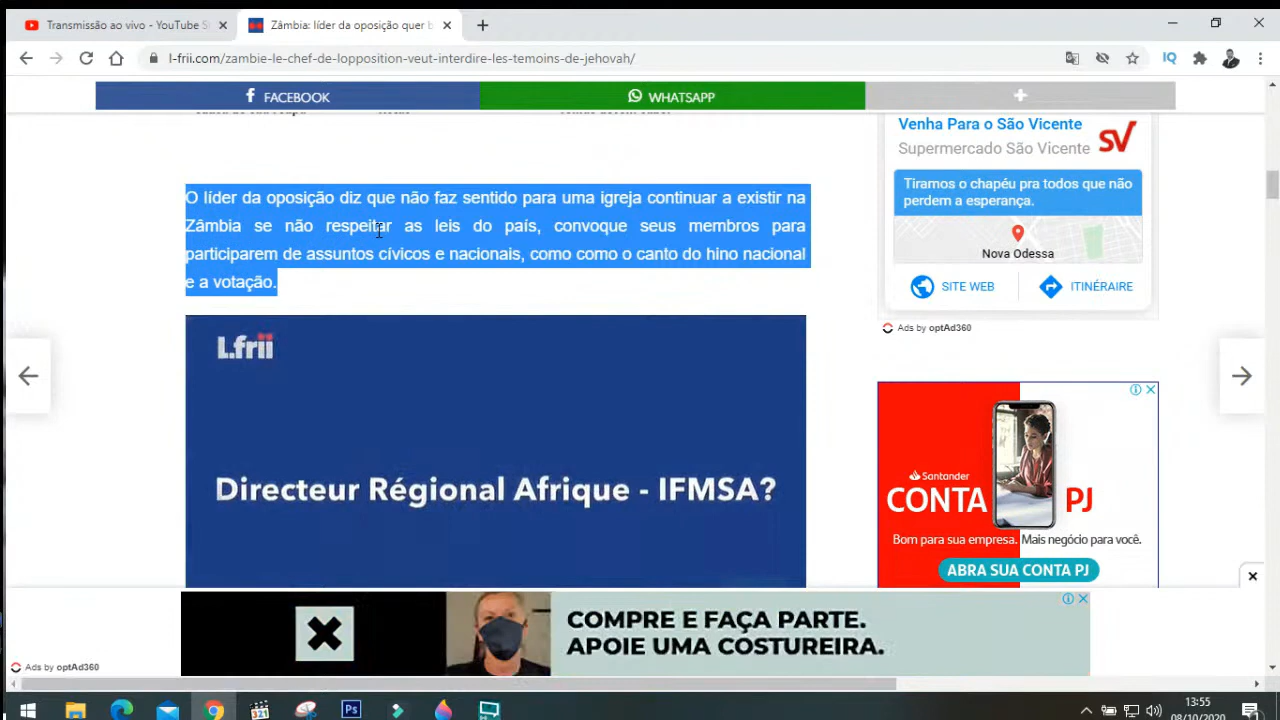 Transmissão ao vivo - YouTube S
Zâmbia: líder da oposição quer b
l-frii.com/zambie-le-chef-de-lopposition-veut-interdire-les-temoins-de-jehovah/
IQ
FACEBOOK
WHATSAPP
O líder da oposição diz que não faz sentido para uma igreja continuar a existir na
Zâmbia se não respeiter as leis do país, convoque seus membros para
participarem de assuntos cívicos e nacionais, como como o canto do hino nacional
e a votação.
L.frii
Directeur Régional Afrique - IFMSA?
Venha Para o São Vicente
Supermercado São Vicente
SV
Tiramos o chapéu pra todos que não
perdem a esperança.
Nova Odessa
SITE WEB
ITINÉRAIRE
Ads by optAd360
Santander
CONTA PJ
Bom para sua empresa. Mais negócio para você.
ABRA SUA CONTA PJ
COMPRE E FAÇA PARTE.
APOIE UMA COSTUREIRA.
Ads by optAd360
321
Ps
13:55
08/10/2020